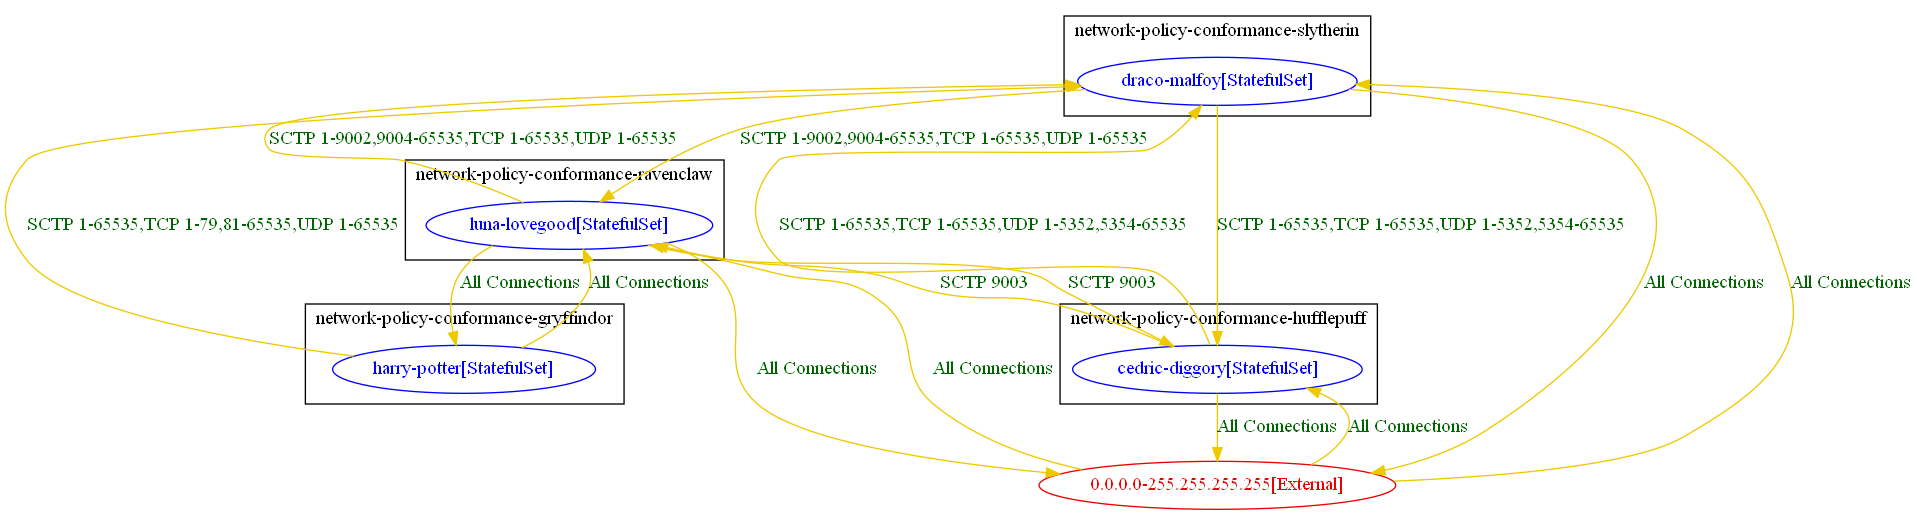 network-policy-conformance-slytherin
draco-malfoy[StatefulSet]
SCTP 1-9002,9004-65535,TCP 1-65535,UDP 1-65535
SCTP 1-9002,9004-65535,TCP 1-65535,UDP 1-65535
network-policy-conformance-ravenclaw
luna-lovegood[StatefulSet]
SCTP 1-65535,TCP 1-79,81-65535,UDP 1-65535
SCTP 1-65535,TCP 1-65535,UDP 1-5352,5354-65535
SCTP 1-65535,TCP 1-65535,UDP 1-5352,5354-65535
All Connections
All Connections
SCTP 9003
SCTP 9003
All Connections
All Connections
network-policy-conformance-gryffindor
harry-potter[StatefulSet]
network-policy-conformance-hufflepuff
cedric-diggory[StatefulSet]
All Connections
All Connections
All Connections
All Connections
0.0.0.0-255.255.255.255[External]